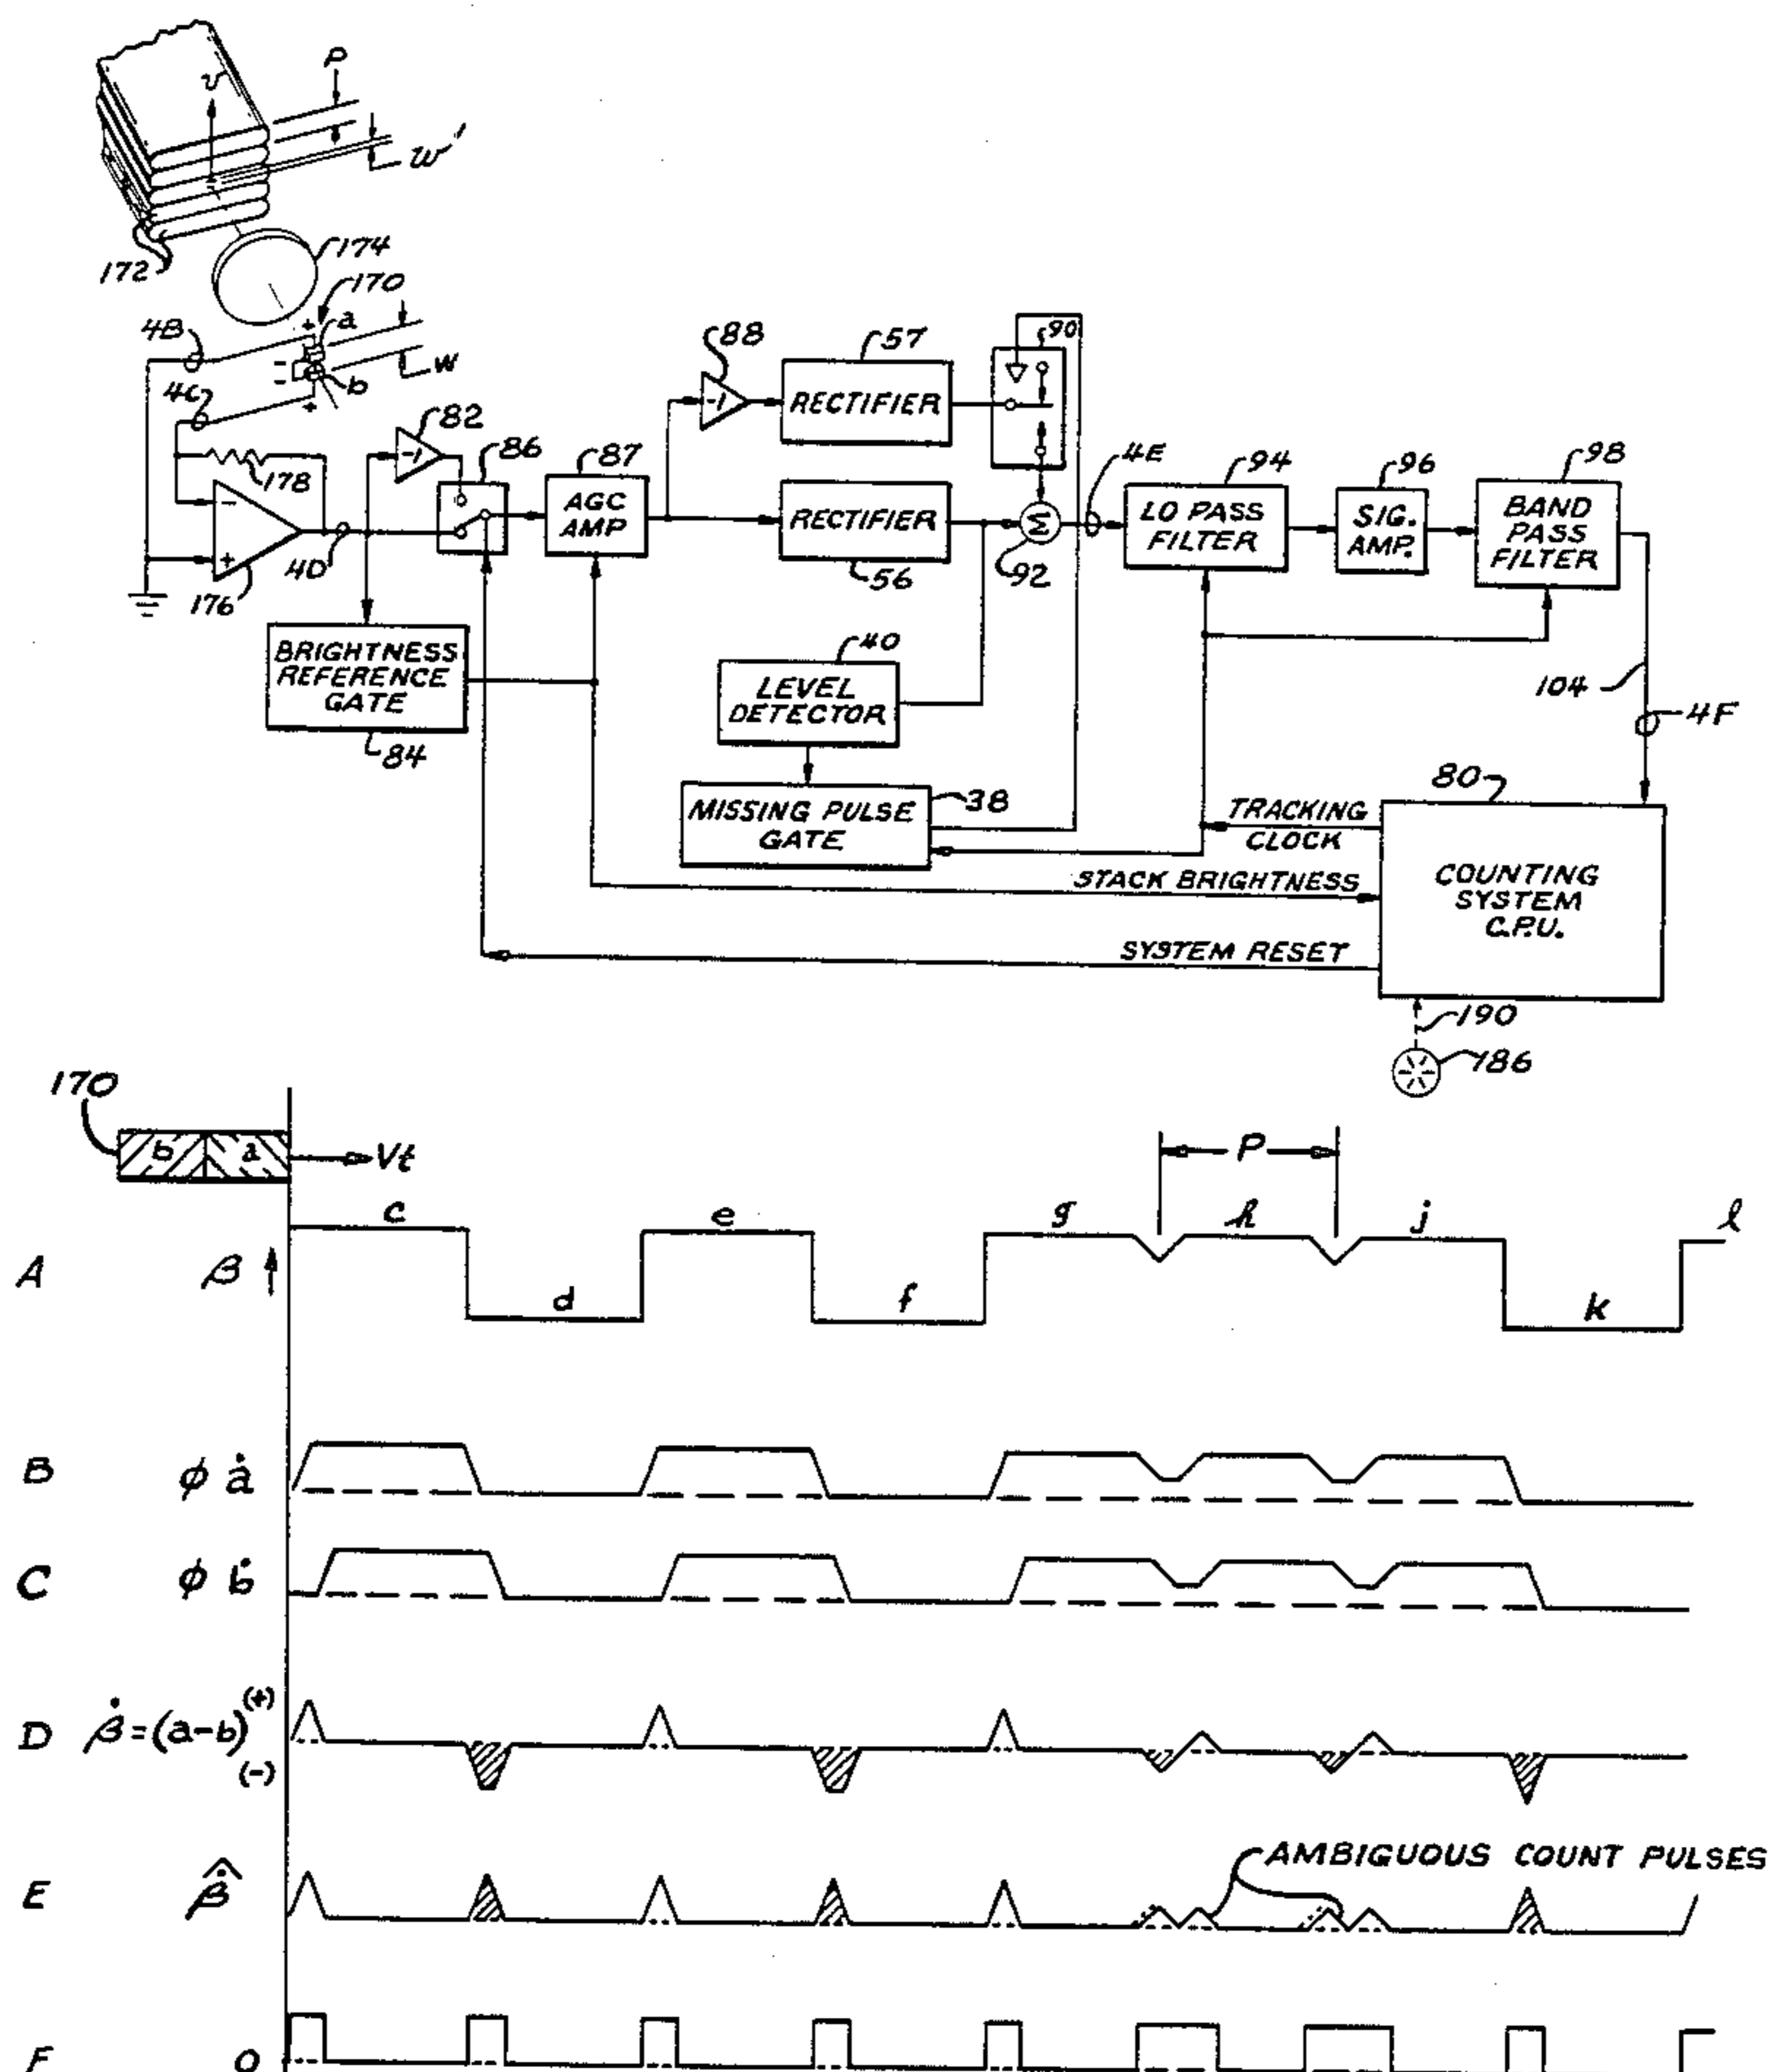 P
v
W'
172
174
170
4B
a
W
b
4C
+
-
+
82
-1
86
87
AGC
AMP
178
-
+
176
4D
88
-1
57
RECTIFIER
90
RECTIFIER
56
Σ
92
4E
94
LO PASS
FILTER
96
SIG.
AMP.
98
BAND
PASS
FILTER
BRIGHTNESS
REFERENCE
GATE
84
40
LEVEL
DETECTOR
MISSING PULSE
GATE
38
104
4F
80
TRACKING
CLOCK
STACK BRIGHTNESS
SYSTEM RESET
COUNTING
SYSTEM
C.P.U.
190
186
170
b a
Vt
P
c e g h j l
A β
d f k
B φ ȧ
C φ ḃ
D β̇=(a-b) (+)
(-)
AMBIGUOUS COUNT PULSES
E β̇̂
F O